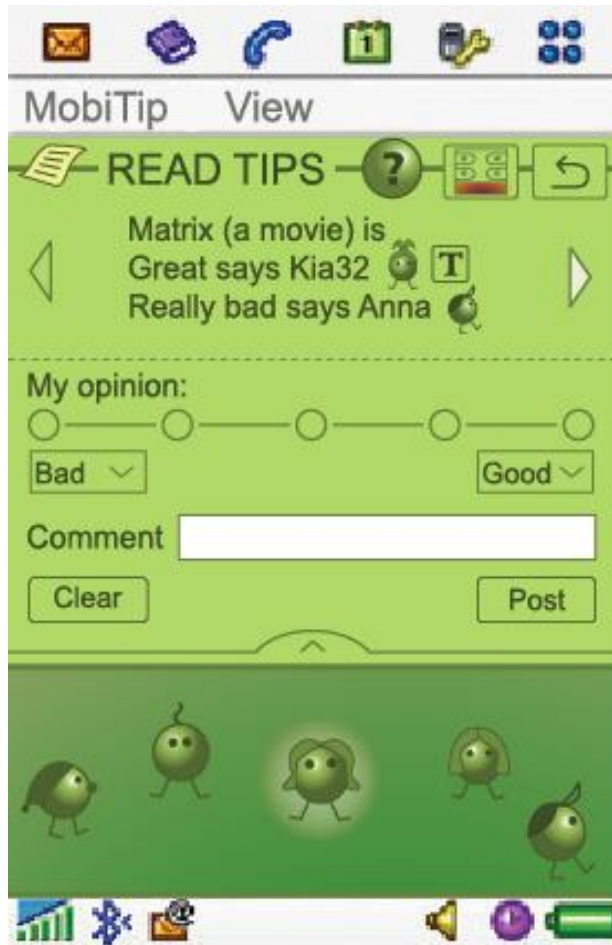 1
MobiTip View
READ TIPS ?
Matrix (a movie) is
Great says Kia32 T
Really bad says Anna
My opinion:
Bad Good
Comment
Clear Post
@